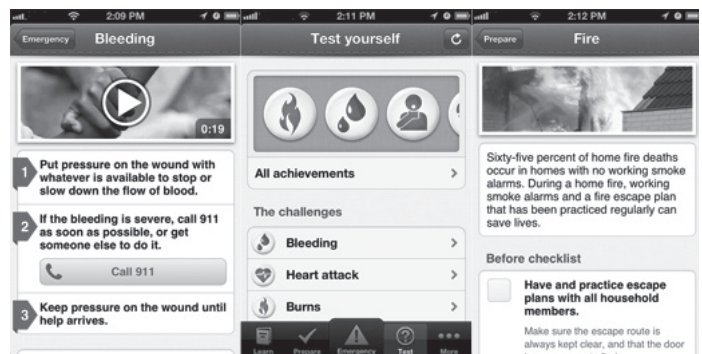 2:09 PM
Emergency
Bleeding
0:19
1
Put pressure on the wound with
whatever is available to stop or
slow down the flow of blood.
2
If the bleeding is severe, call 911
as soon as possible, or get
someone else to do it.
Call 911
3
Keep pressure on the wound until
help arrives.
2:11 PM
Test yourself
All achievements
The challenges
Bleeding
Heart attack
Burns
Learn Prepare Emergency Test More
2:12 PM
Prepare
Fire
Sixty-five percent of home fire deaths
occur in homes with no working smoke
alarms. During a home fire, working
smoke alarms and a fire escape plan
that has been practiced regularly can
save lives.
Before checklist
Have and practice escape
plans with all household
members.
Make sure the escape route is
always kept clear, and that the door